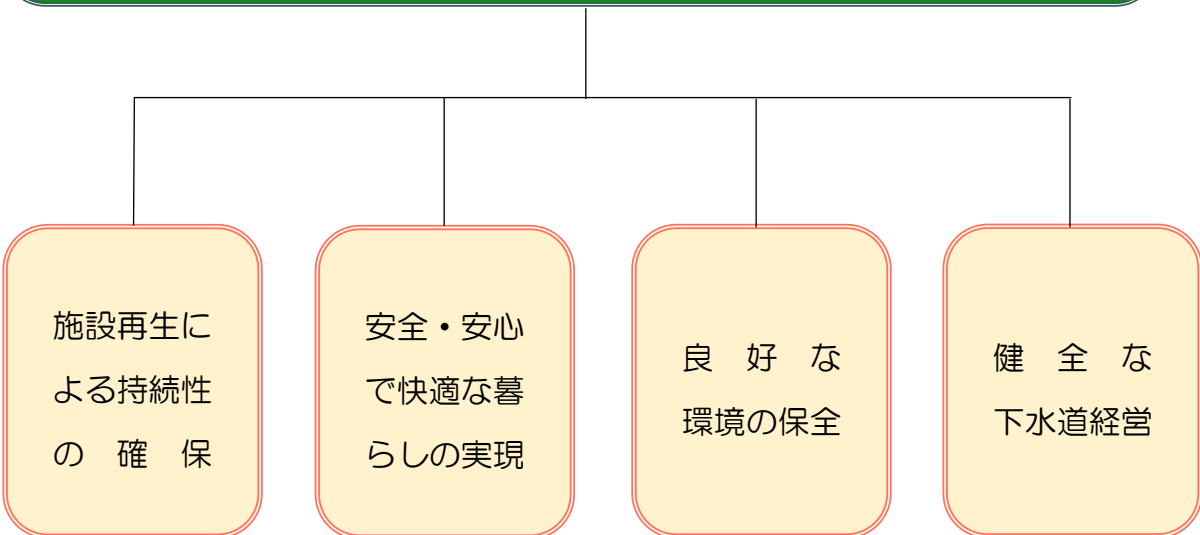 施設再生に
よる持続性
の　確　保
安全・安心
で快適な暮
らしの実現
良　好　な
環境の保全
健　全　な
下水道経営